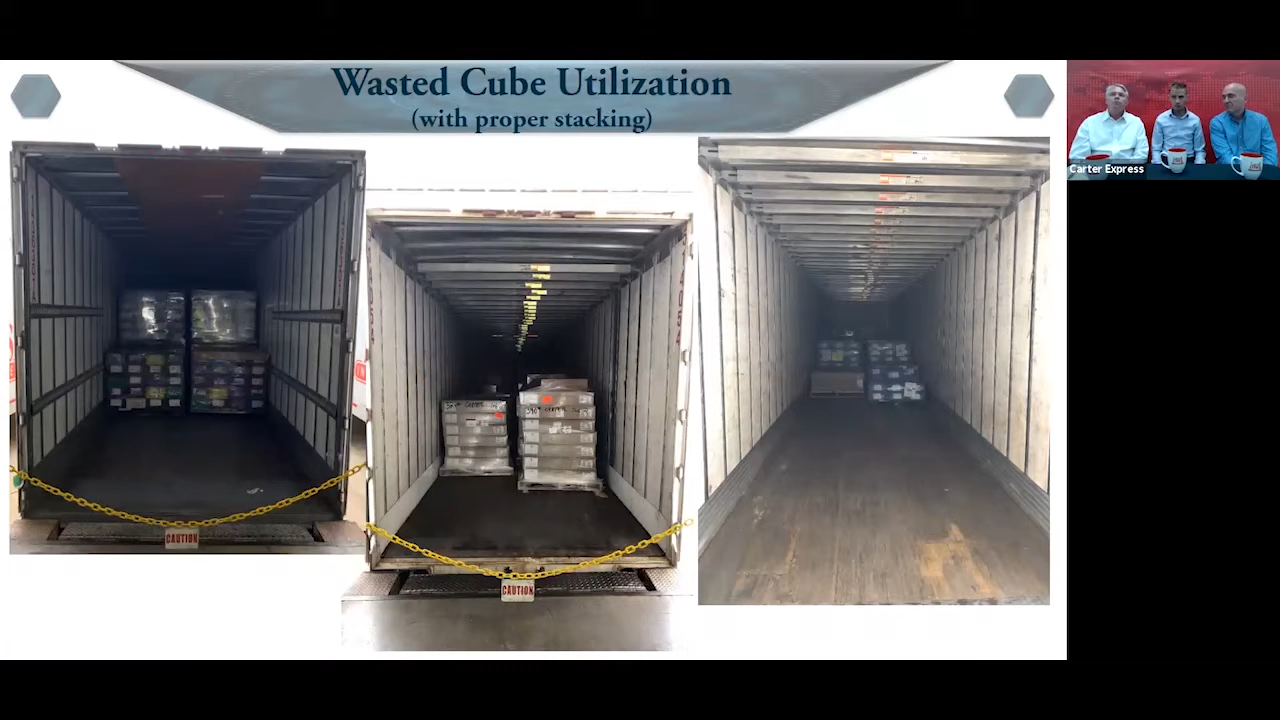 Wasted Cube Utilization
(with proper stacking)
Carter Express
CAUTION
CAUTION